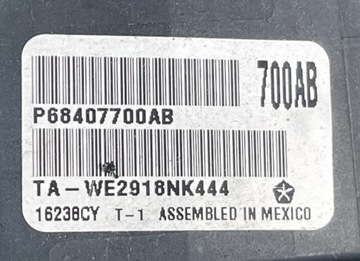 700AB
P68407700AB
TA-WE2918NK444
16238CY T-1 ASSEMBLED IN MEXICO